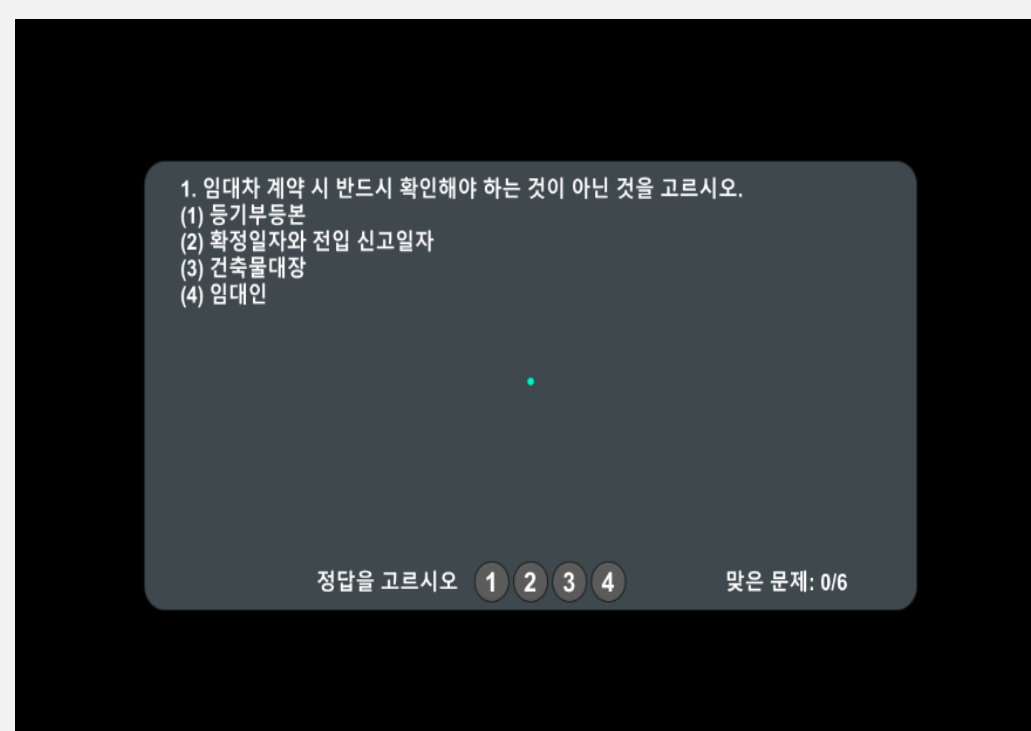 1. 임대차 계약 시 반드시 확인해야 하는 것이 아닌 것을 고르시오.
(1) 등기부등본
(2) 확정일자와 전입 신고일자
(3) 건축물대장
(4) 임대인
정답을 고르시오 1 2 3 4 맞은 문제: 0/6